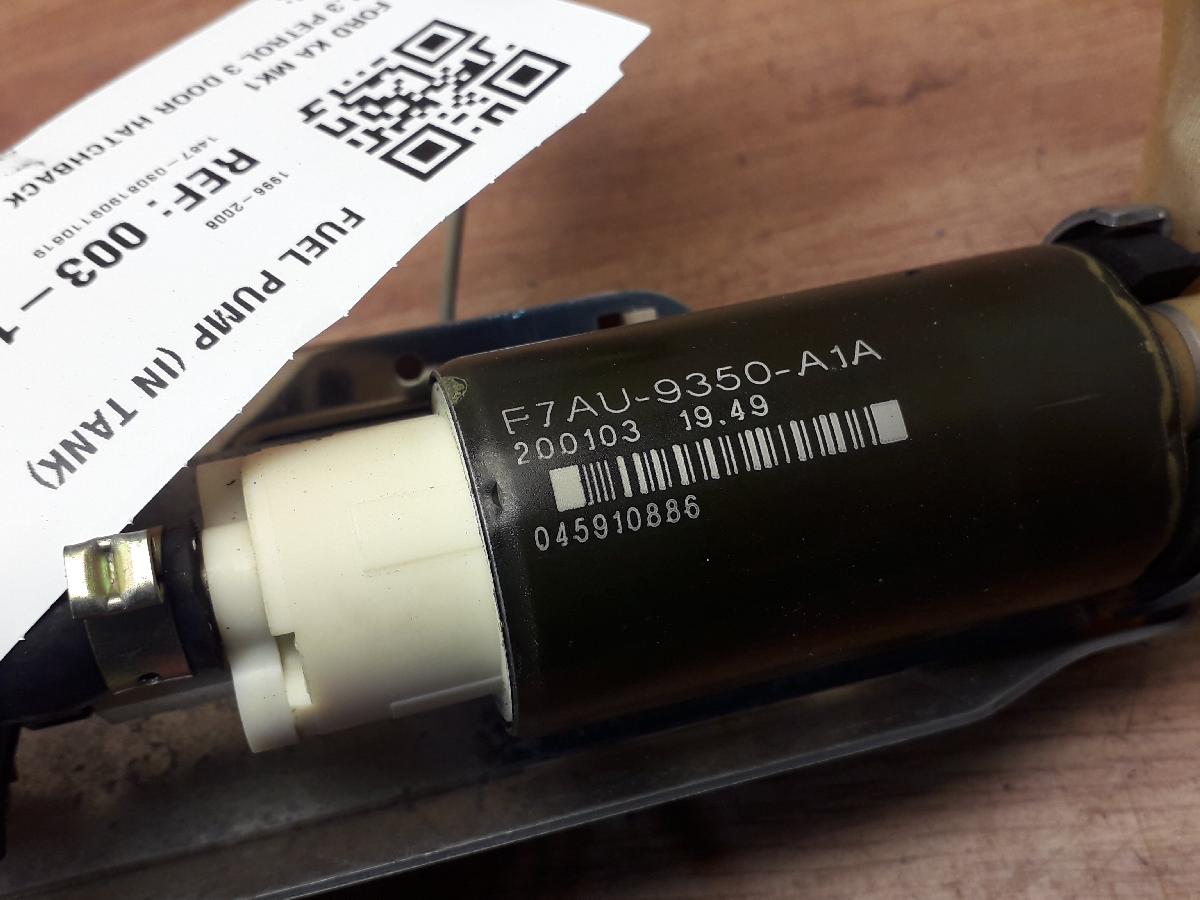 FORD KA MK1
.3 PETROL 3 DOOR HATCHBACK
1996-2008
REF: 003 - 1
FUEL PUMP (IN TANK)
F7AU-9350-A1A
200103 19.49
045910886